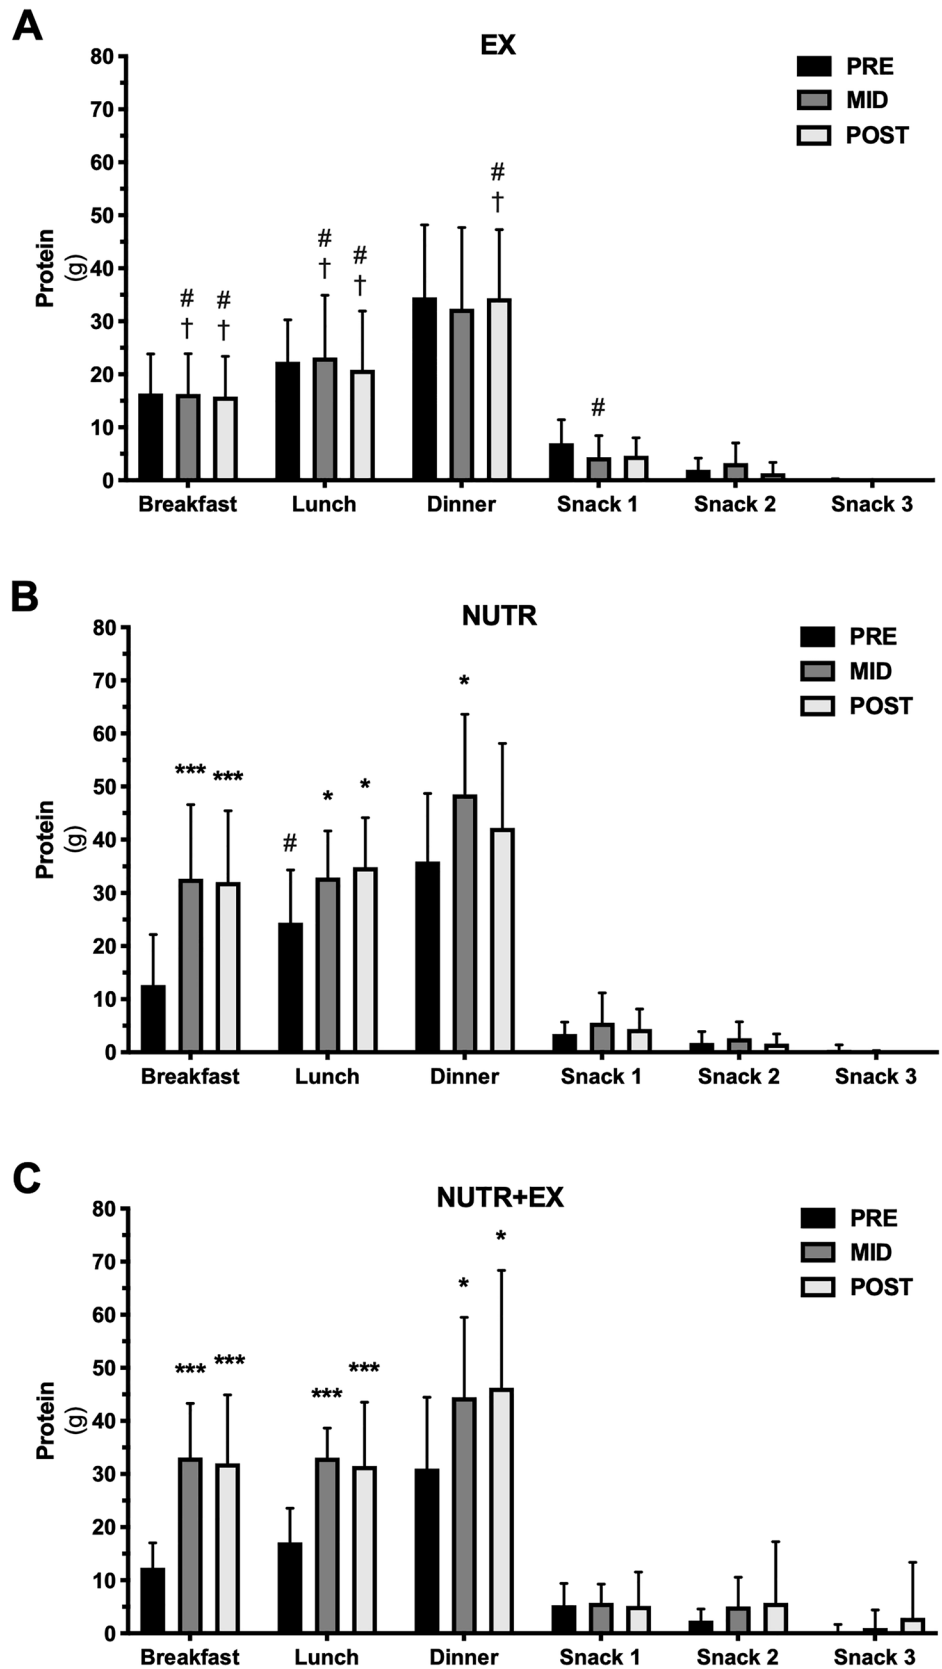 A
EX
PRE
MID
POST
Protein
(g)
80
70
60
50
40
30
20
10
0
# # # # # #
† † † † †
Breakfast Lunch Dinner Snack 1 Snack 2 Snack 3
B
NUTR
PRE
MID
POST
Protein
(g)
80
70
60
50
40
30
20
10
0
*** *** # * * *
Breakfast Lunch Dinner Snack 1 Snack 2 Snack 3
C
NUTR+EX
PRE
MID
POST
Protein
(g)
80
70
60
50
40
30
20
10
0
*** *** *** *** * *
Breakfast Lunch Dinner Snack 1 Snack 2 Snack 3